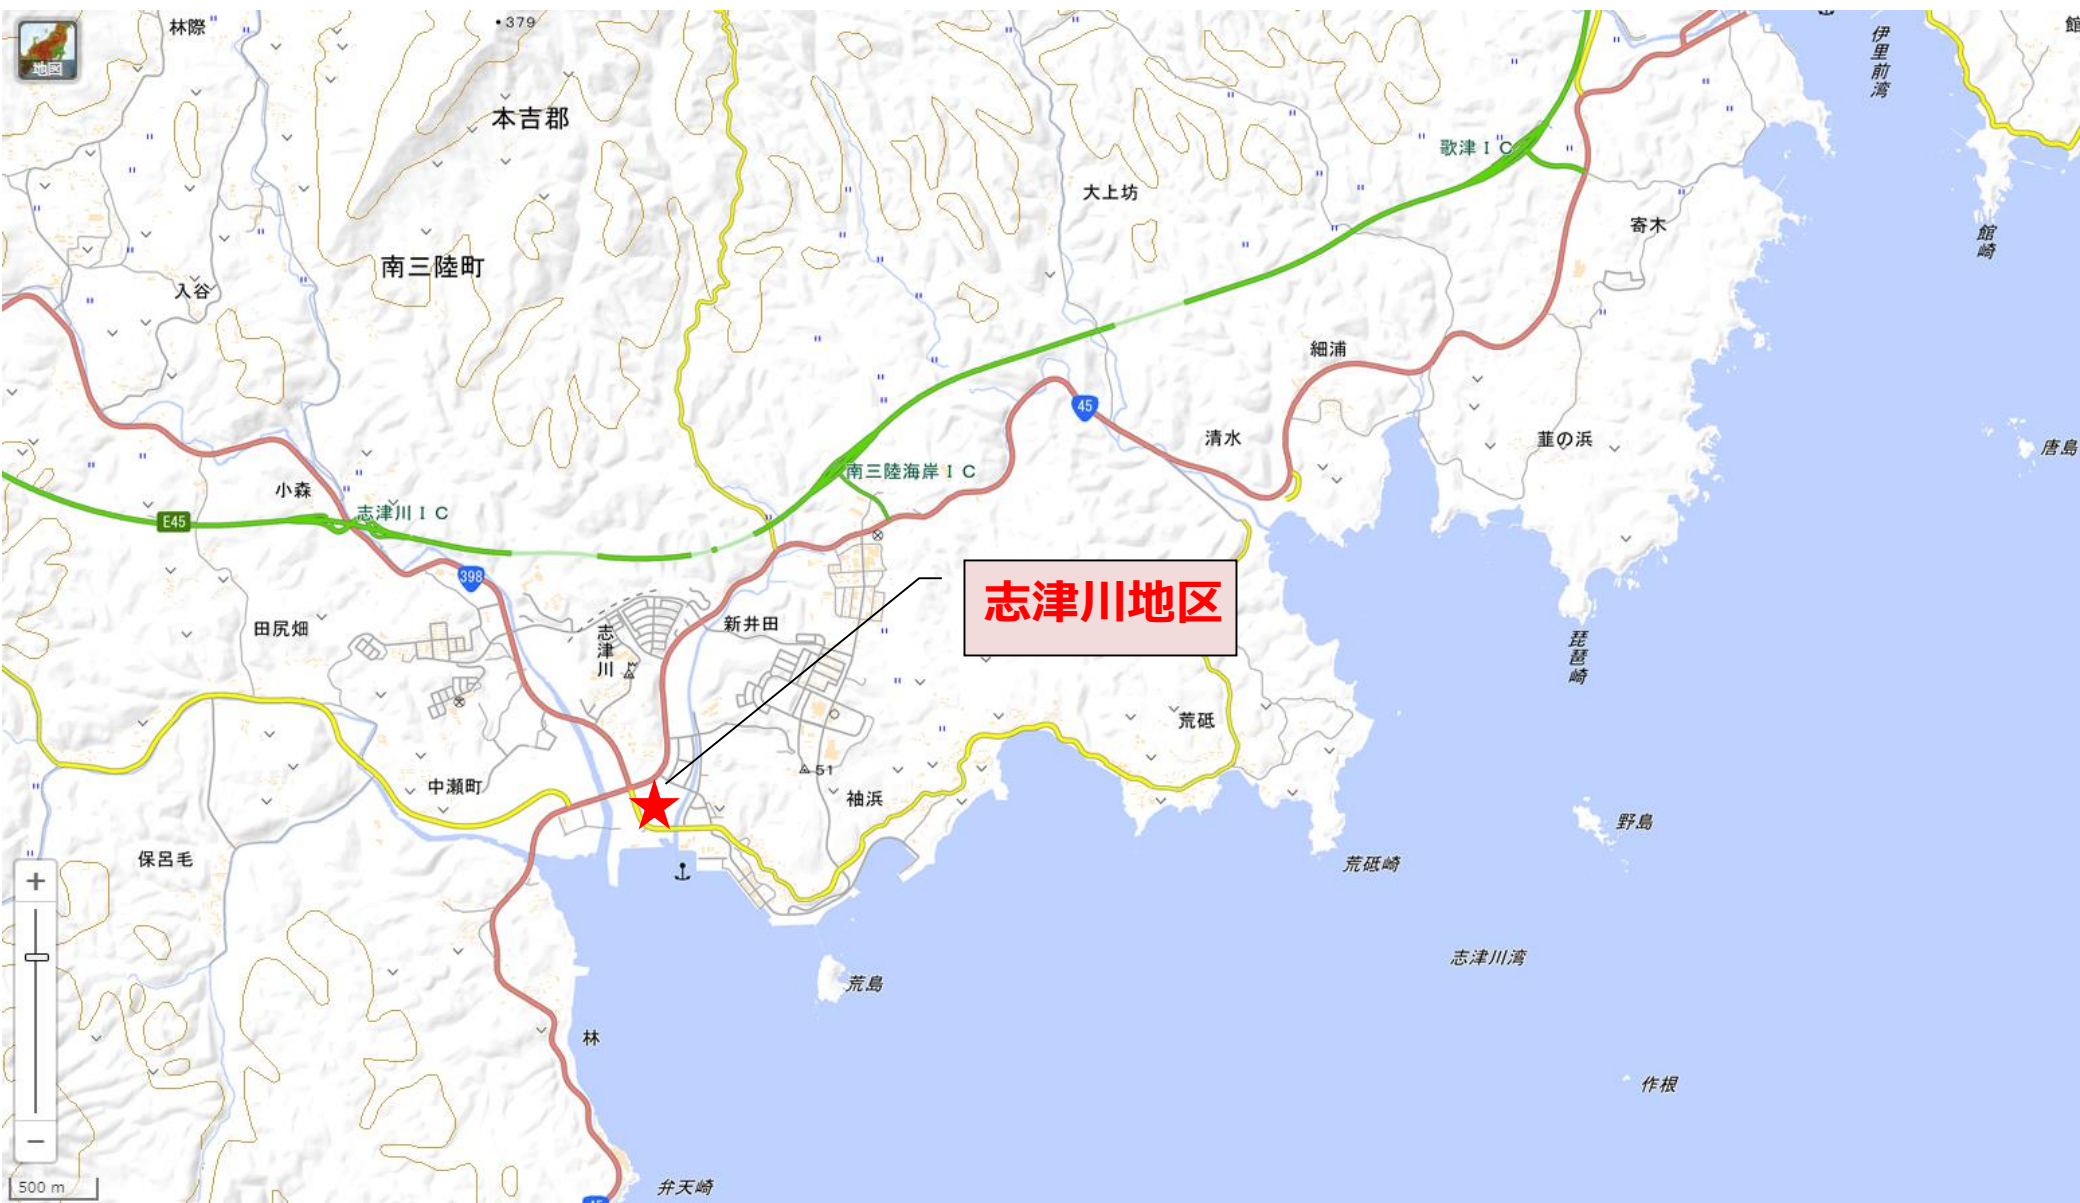 林際
379
館
伊里前湾
地図
本吉郡
歌津ＩＣ
大上坊
寄木
館崎
南三陸町
入谷
細浦
45
清水
韮の浜
唐島
南三陸海岸ＩＣ
小森
志津川ＩＣ
E45
398
志津川地区
田尻畑
志津川
新井田
琵琶崎
荒砥
51
中瀬町
袖浜
野島
保呂毛
荒砥崎
＋
志津川湾
荒島
林
作根
－
500 m
弁天崎